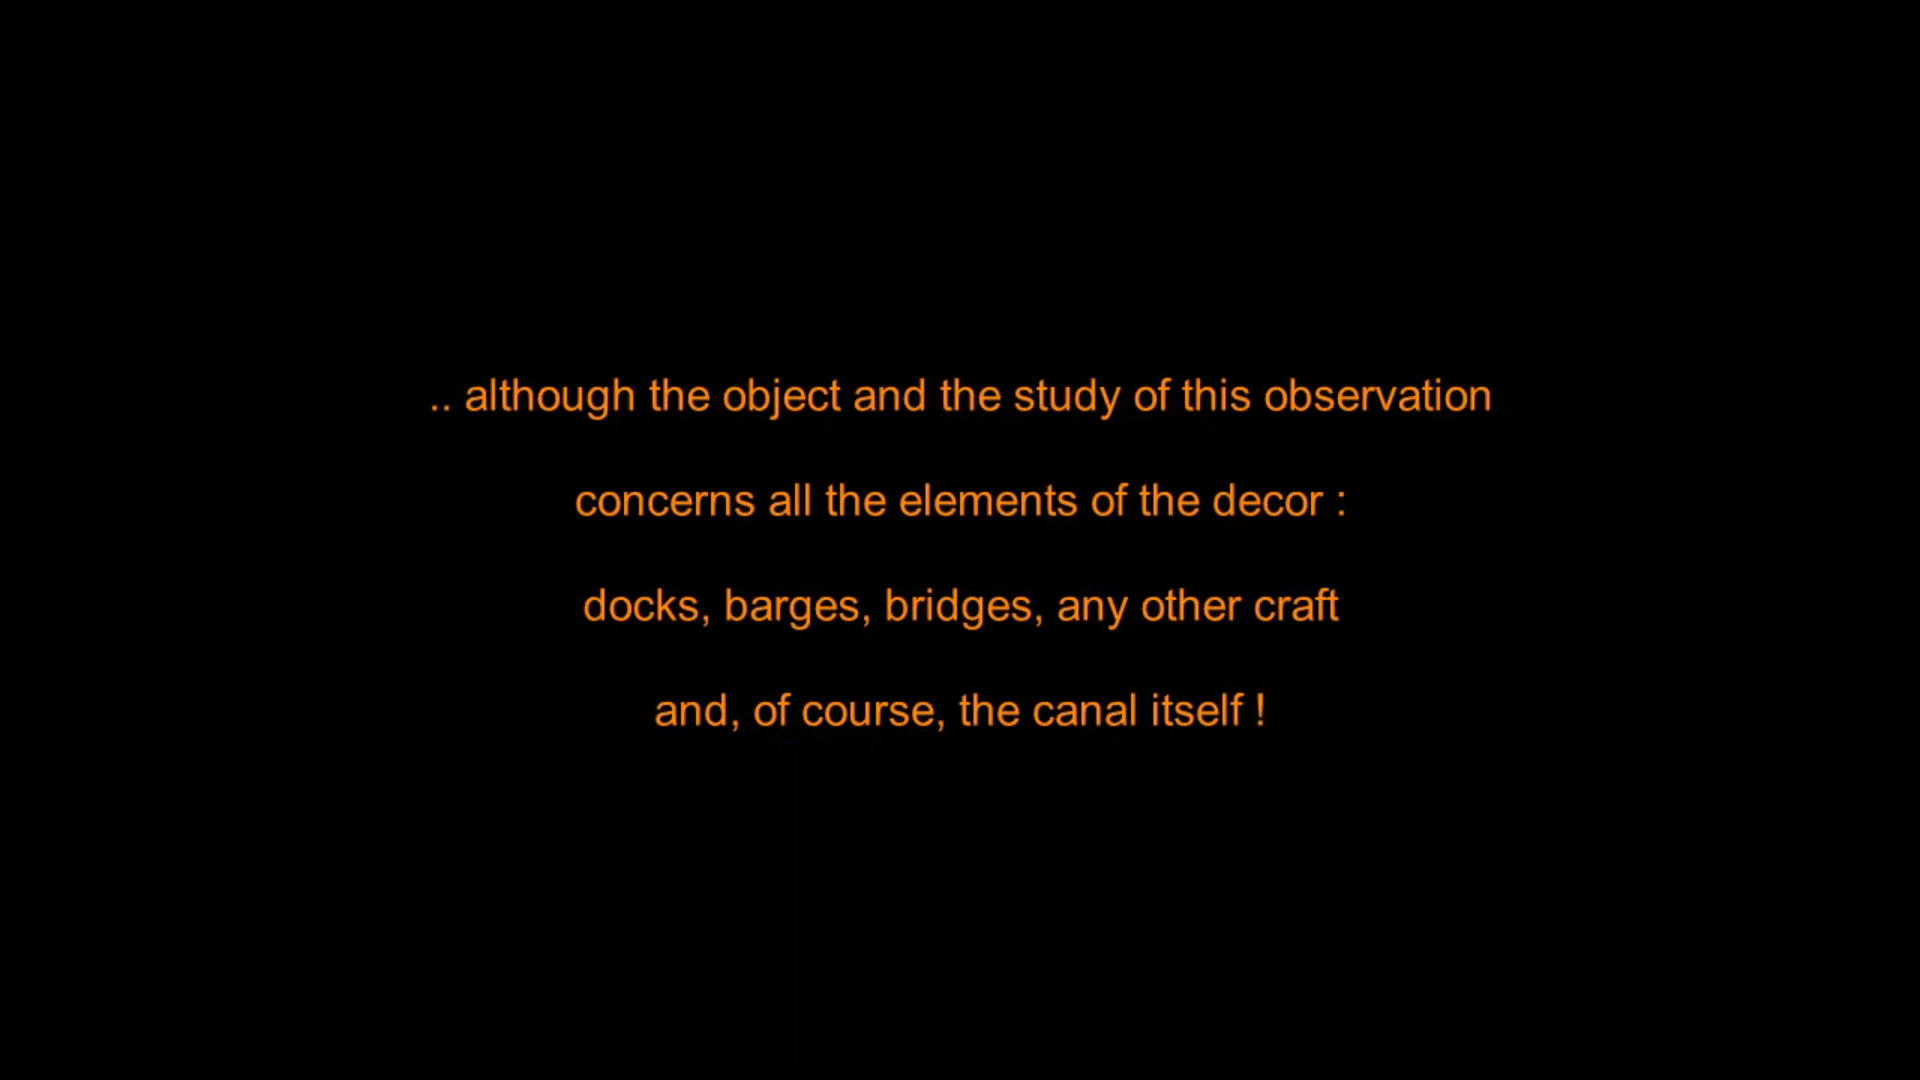 .. although the object and the study of this observation
concerns all the elements of the decor :
docks, barges, bridges, any other craft
and, of course, the canal itself !